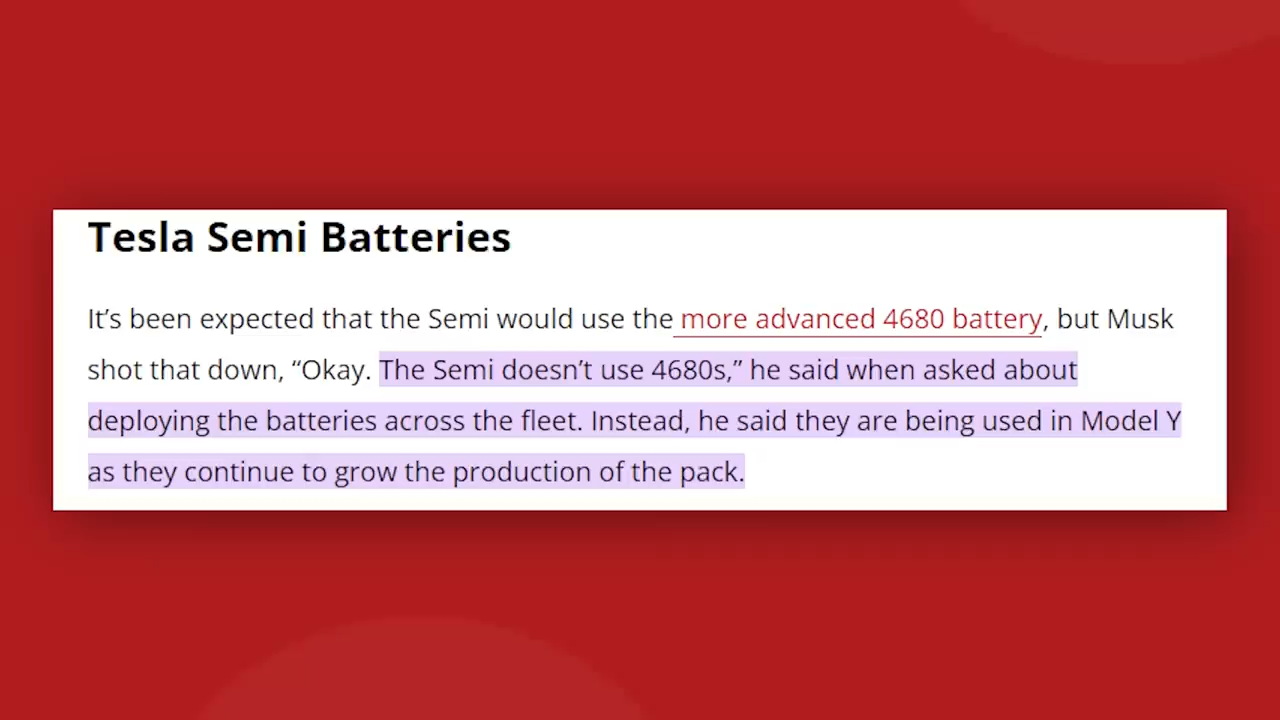 Tesla Semi Batteries
It’s been expected that the Semi would use the more advanced 4680 battery, but Musk
shot that down, “Okay. The Semi doesn’t use 4680s,” he said when asked about
deploying the batteries across the fleet. Instead, he said they are being used in Model Y
as they continue to grow the production of the pack.